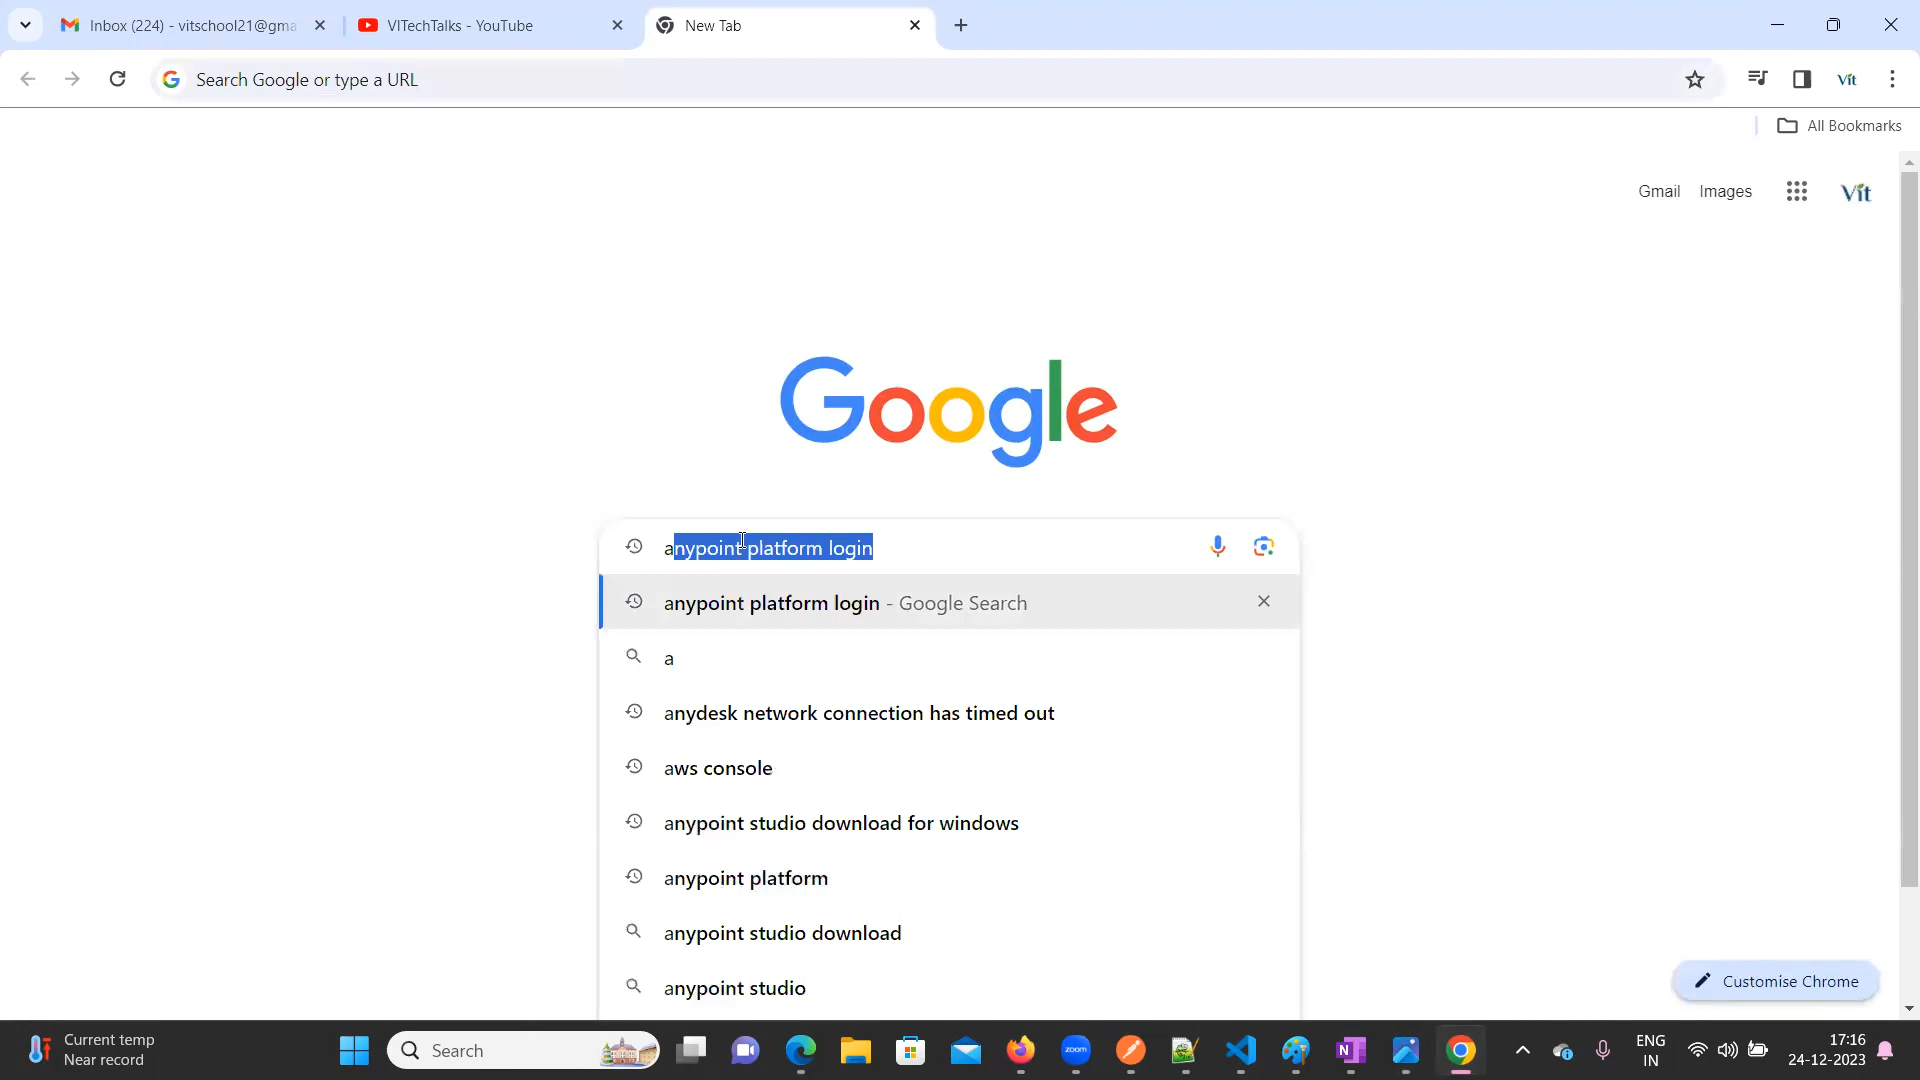 Inbox (224) - vitschool21@gma
VITechTalks - YouTube
New Tab
Search Google or type a URL
Vit
All Bookmarks
Gmail
Images
Vit
Google
anypoint platform login
anypoint platform login - Google Search
a
anydesk network connection has timed out
aws console
anypoint studio download for windows
anypoint platform
anypoint studio download
anypoint studio
Customise Chrome
Current temp
Near record
Search
zoom
N
ENG
IN
17:16
24-12-2023